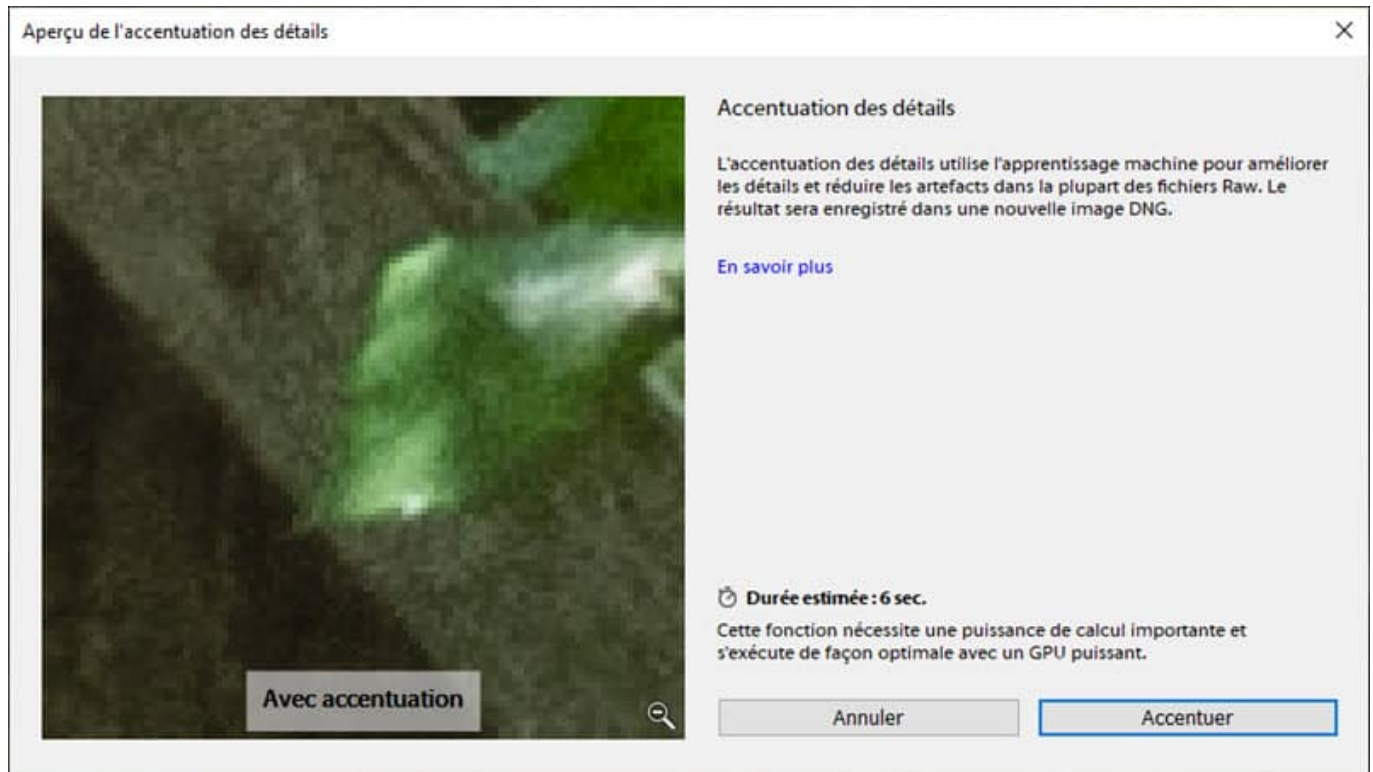 Aperçu de l'accentuation des détails
Accentuation des détails
L'accentuation des détails utilise l'apprentissage machine pour améliorer
les détails et réduire les artefacts dans la plupart des fichiers Raw. Le
résultat sera enregistré dans une nouvelle image DNG.
En savoir plus
Durée estimée : 6 sec.
Cette fonction nécessite une puissance de calcul importante et
s'exécute de façon optimale avec un GPU puissant.
Avec accentuation
Annuler
Accentuer